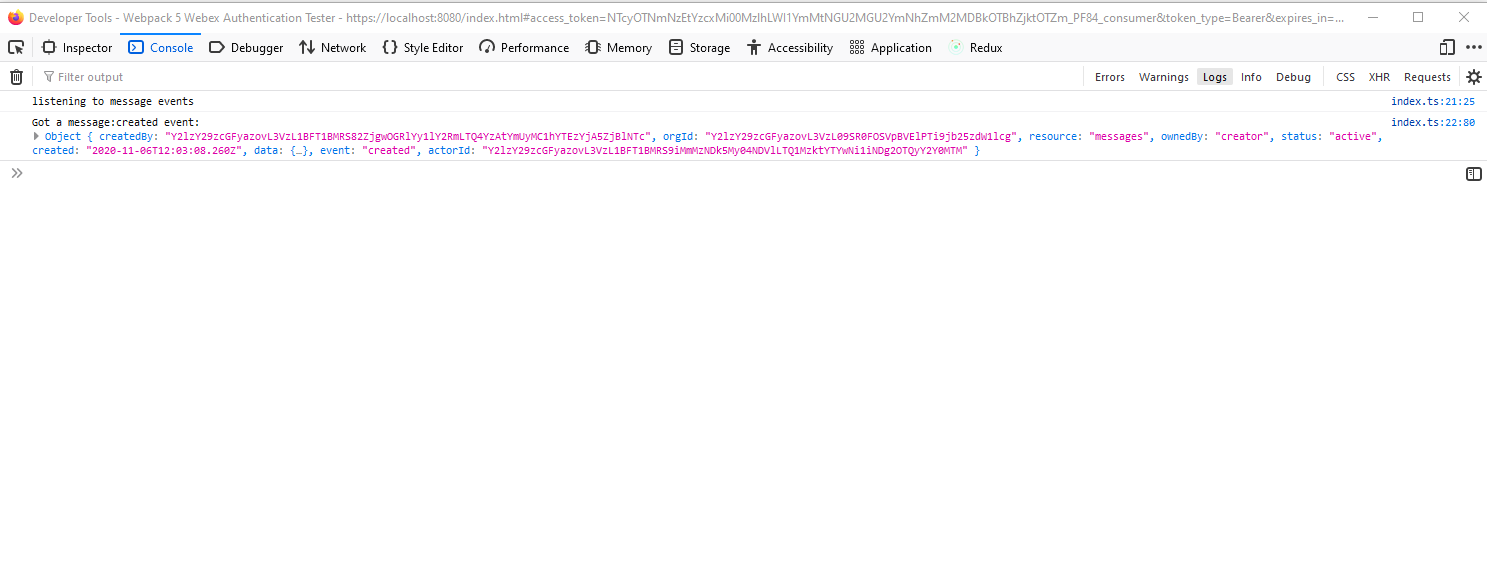 Developer Tools - Webpack 5 Webex Authentication Tester - https://localhost:8080/index.html#access_token=NTcyOTNmNzEtYzcxMi00MzlhLWI1YmMtNGU2MGU2YmNhZmM2MDBkOTBhZjktOTZm_PF84_consumer&token_type=Bearer&expires_in=...
Inspector Console Debugger Network Style Editor Performance Memory Storage Accessibility Application Redux
Filter output Errors Warnings Logs Info Debug CSS XHR Requests
listening to message events index.ts:21:25
Got a message:created event: index.ts:22:80
Object { createdBy: "Y2lzY29zcGFyazovL3VzL1BFT1BMRS82ZjgwOGRlYy1lY2RmLTQ4YzAtYmUyMC1hYTEzYjA5ZjBlNTc", orgId: "Y2lzY29zcGFyazovL3VzL09SR0FOSVpBVElPTi9jb25zdW1lcg", resource: "messages", ownedBy: "creator", status: "active",
created: "2020-11-06T12:03:08.260Z", data: {…}, event: "created", actorId: "Y2lzY29zcGFyazovL3VzL1BFT1BMRS9iMmMzNDk5My04NDVlLTQ1MzktYTYwNi1iNDg2OTQyY2Y0MTM" }